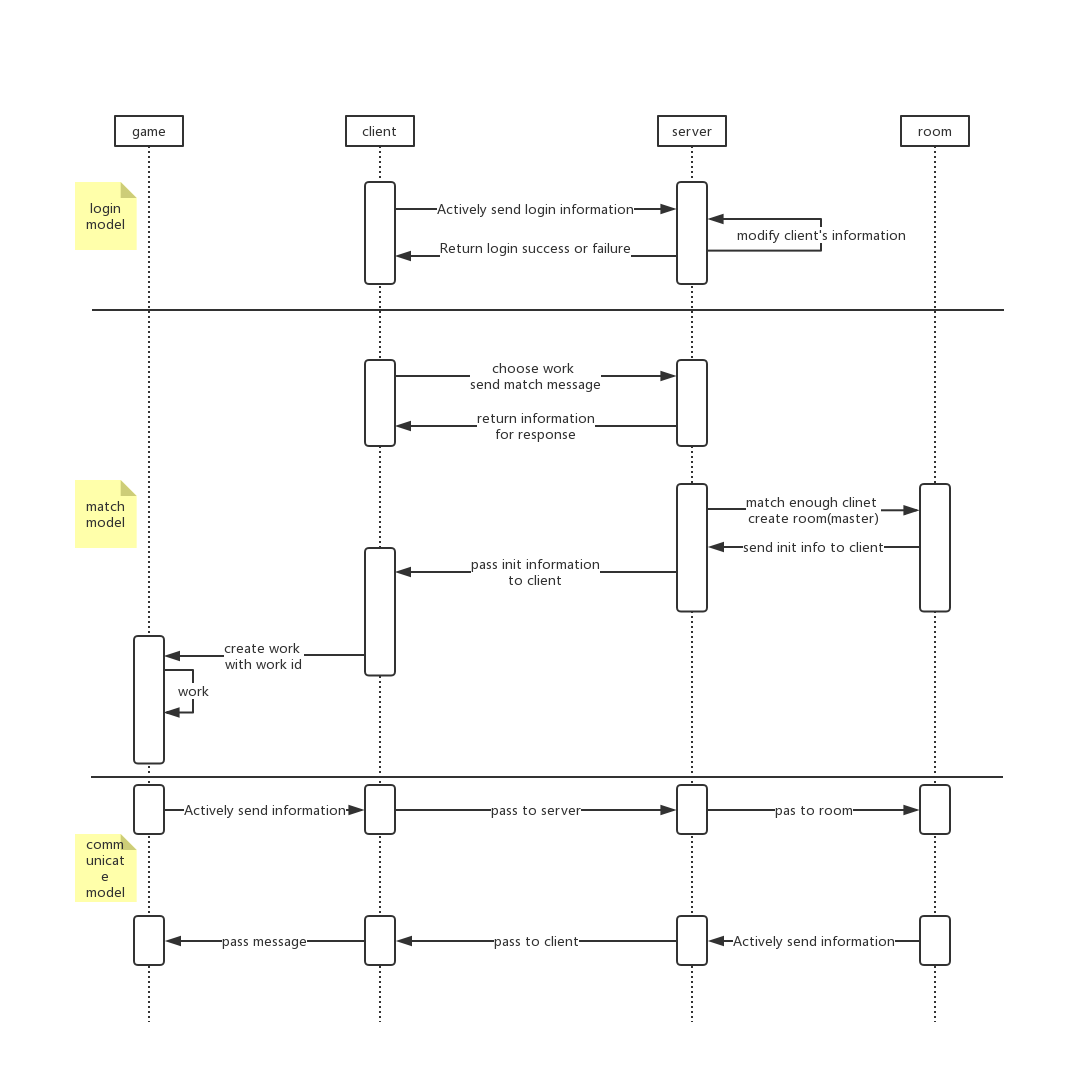 game
client
server
room
login
model
Actively send login information
modify client's information
Return login success or failure
choose work
send match message
return information
for response
match
model
match enough clinet
create room(master)
send init info to client
pass init information
to client
create work
with work id
work
Actively send information
pass to server
pas to room
comm
unicat
e
model
pass message
pass to client
Actively send information